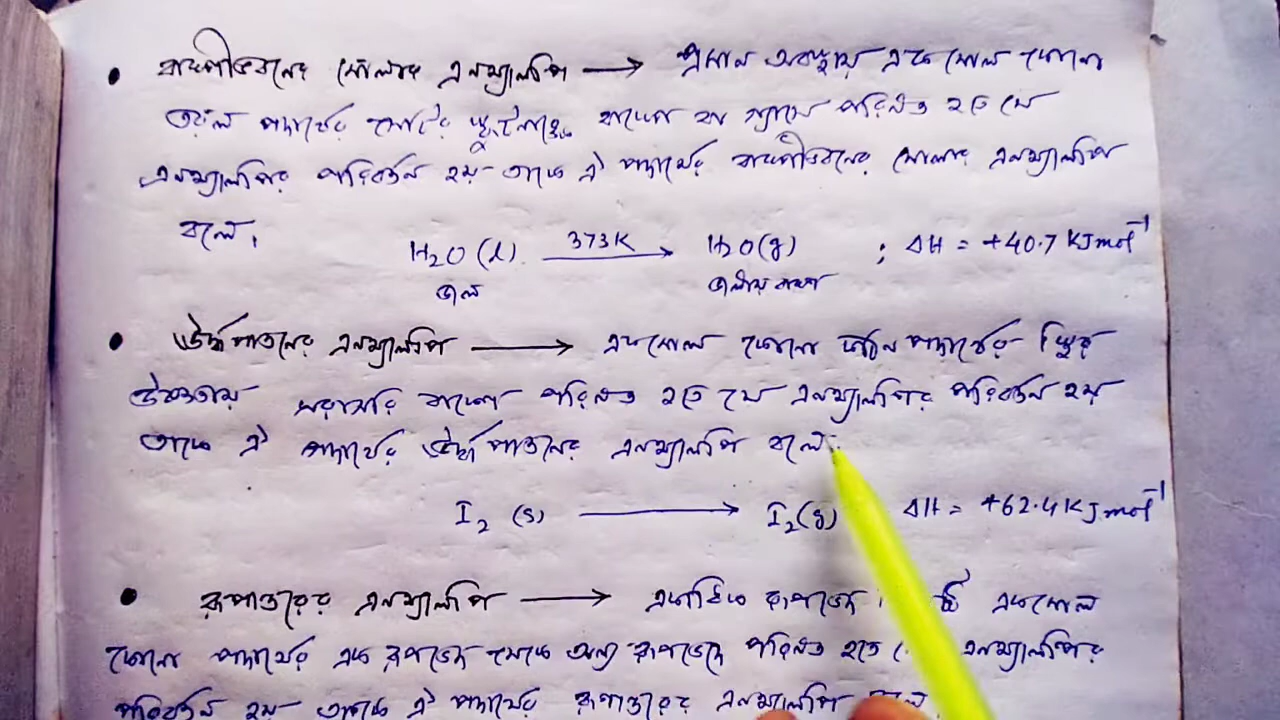 • বাষ্পীভবনের মোলার এনথ্যালপি → প্রমাণ অবস্থায় এক মোল কোনো
তরল পদার্থের সেটির স্ফুটনাঙ্কে বাষ্পে বা গ্যাসে পরিণত হতে যে
এনথ্যালপির পরিবর্তন হয় তাকে ঐ পদার্থের বাষ্পীভবনের মোলার এনথ্যালপি
বলে।
H₂O (l) 373K → H₂O(g) ; ΔH = +40.7 KJmol⁻¹
জল জলীয় বাষ্প
• ঊর্ধ্বপাতনের এনথ্যালপি → একমোল কোনো কঠিন পদার্থের স্থির
উষ্ণতায় সরাসরি বাষ্পে পরিণত হতে যে এনথ্যালপির পরিবর্তন হয়
তাকে ঐ পদার্থের ঊর্ধ্বপাতনের এনথ্যালপি বলে।
I₂ (s) → I₂(g) ΔH = +62.4KJmol⁻¹
• রূপান্তরের এনথ্যালপি → একাধিক রূপভেদ একমোল
কোনো পদার্থের এক রূপভেদ থেকে অন্য রূপভেদে পরিণত হতে এনথ্যালপির
পরিবর্তন হয় তাকে ঐ পদার্থের রূপান্তরের এনথ্যালপি বলে।